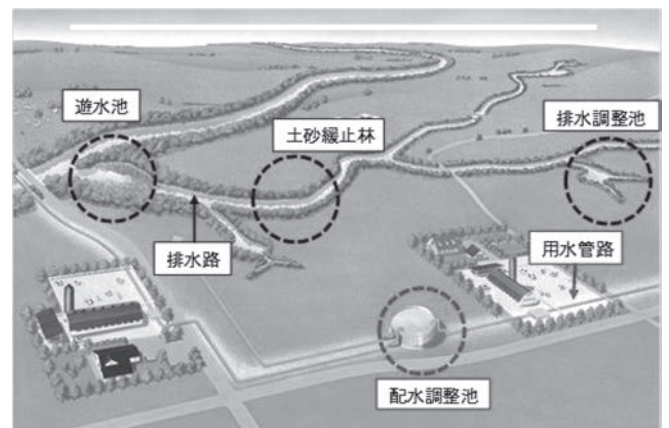 遊水池
土砂緩止林
排水調整池
排水路
用水管路
配水調整池